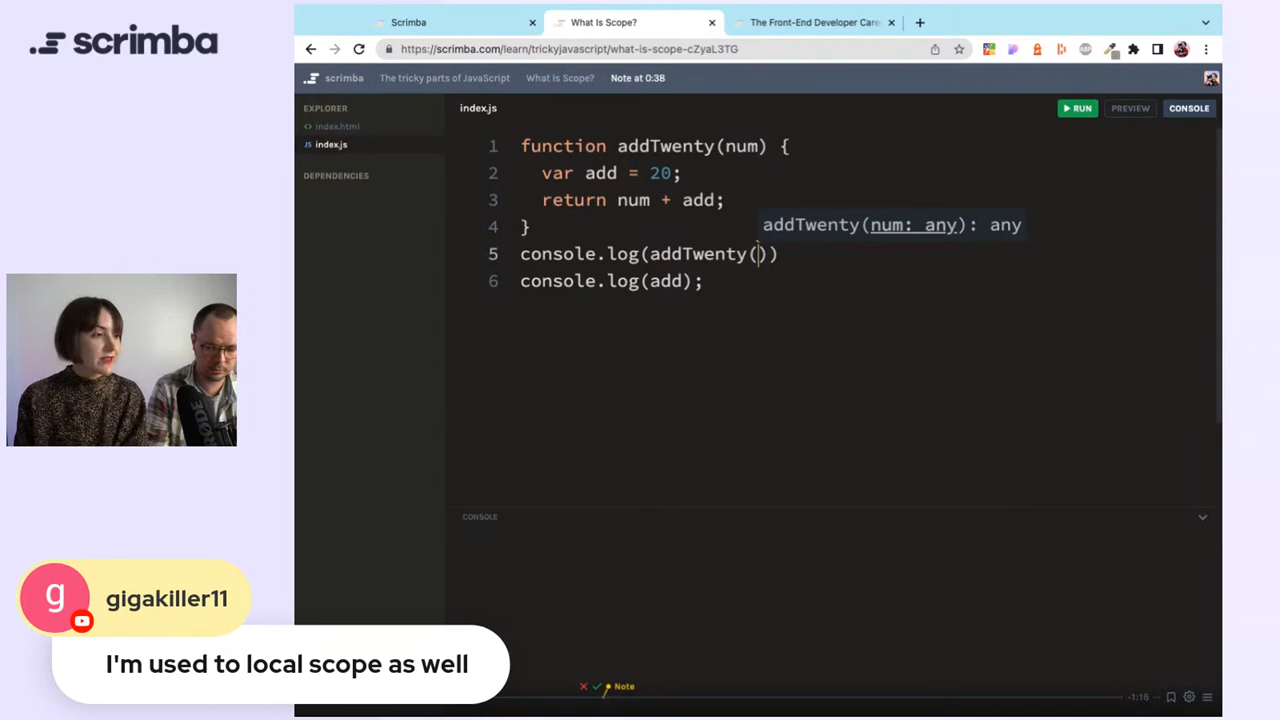 scrimba
Scrimba
What Is Scope?
The Front-End Developer Care
https://scrimba.com/learn/trickyjavascript/what-is-scope-cZyaL3TG
scrimba
The tricky parts of JavaScript
What Is Scope?
Note at 0:38
EXPLORER
index.html
JS index.js
DEPENDENCIES
index.js
RUN
PREVIEW
CONSOLE
1 function addTwenty(num) {
2 var add = 20;
3 return num + add;
4 }
addTwenty(num: any): any
5 console.log(addTwenty())
6 console.log(add);
CONSOLE
RODE
g
gigakiller11
I'm used to local scope as well
Note
-1:16